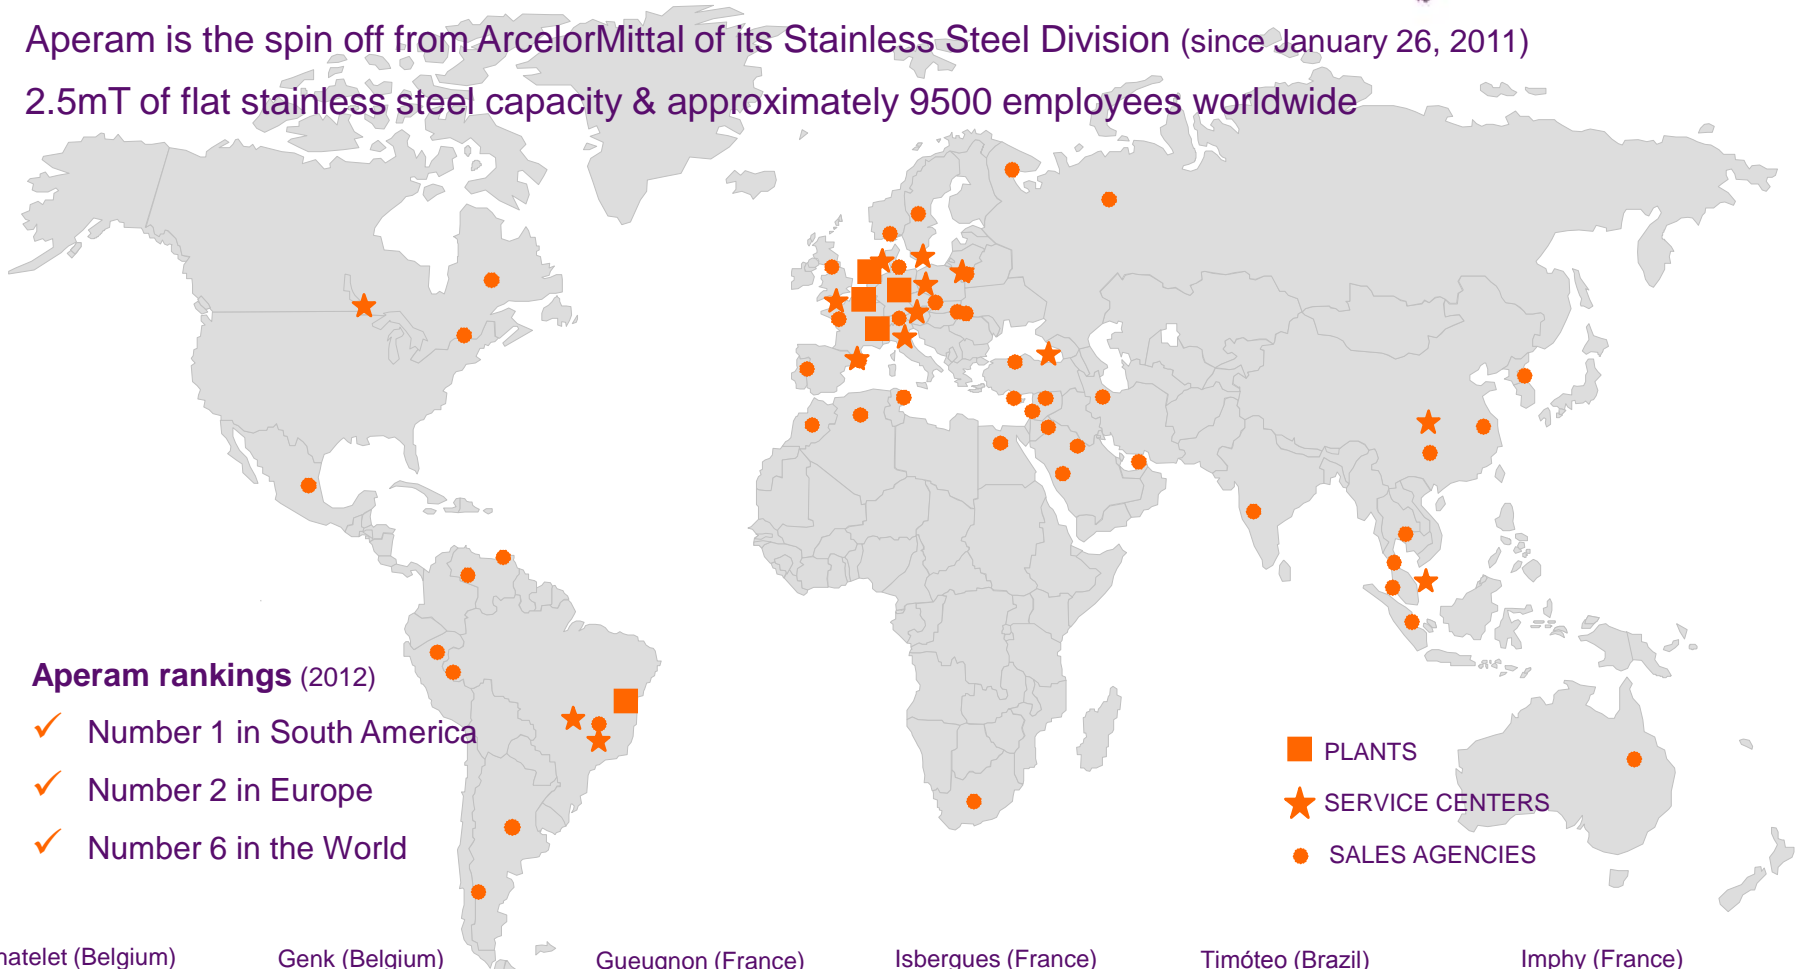 Aperam is the spin off from ArcelorMittal of its Stainless Steel Division (since January 26, 2011)
2.5mT of flat stainless steel capacity & approximately 9500 employees worldwide
Aperam rankings (2012)
Number 1 in South America
Number 2 in Europe
Number 6 in the World
PLANTS
SERVICE CENTERS
SALES AGENCIES
hatelet (Belgium) Genk (Belgium) Gueugnon (France) Isbergues (France) Timóteo (Brazil) Imphy (France)